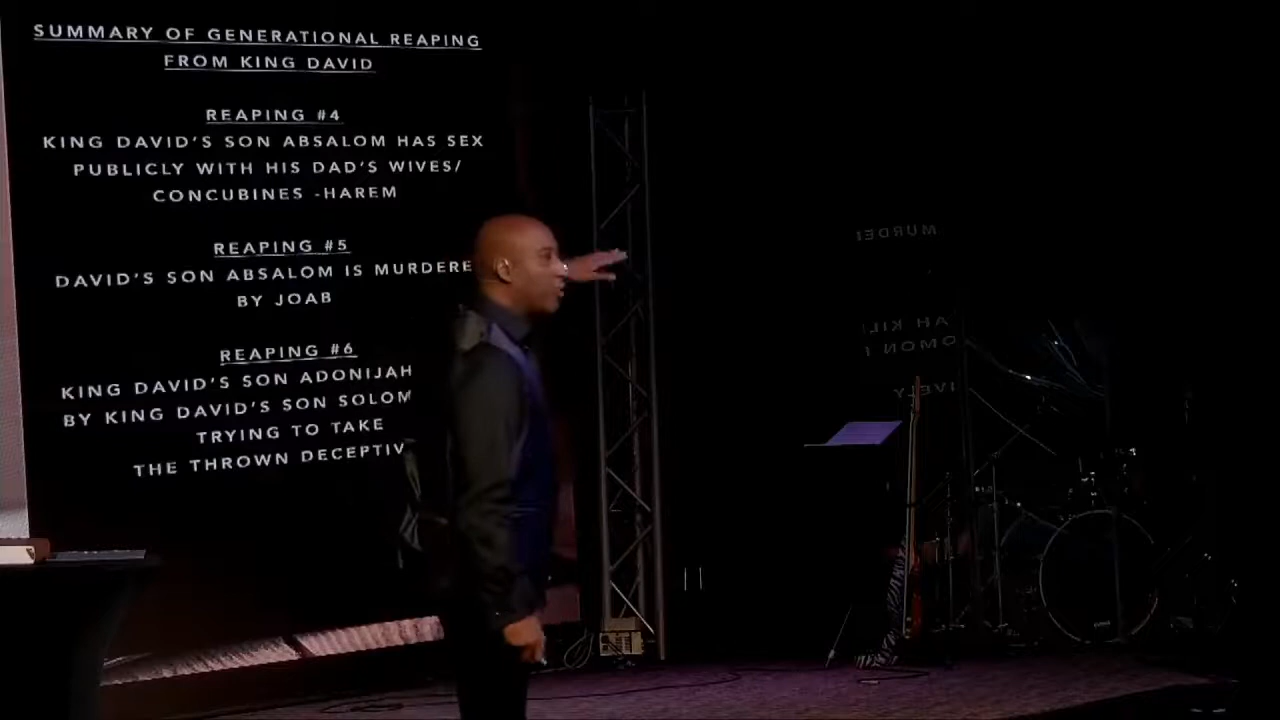 SUMMARY OF GENERATIONAL REAPING
FROM KING DAVID
REAPING #4
KING DAVID'S SON ABSALOM HAS SEX
PUBLICLY WITH HIS DAD'S WIVES/
CONCUBINES -HAREM
REAPING #5
DAVID'S SON ABSALOM IS MURDERE
BY JOAB
REAPING #6
KING DAVID'S SON ADONIJAH
BY KING DAVID'S SON SOLOM
TRYING TO TAKE
THE THROWN DECEPTIV